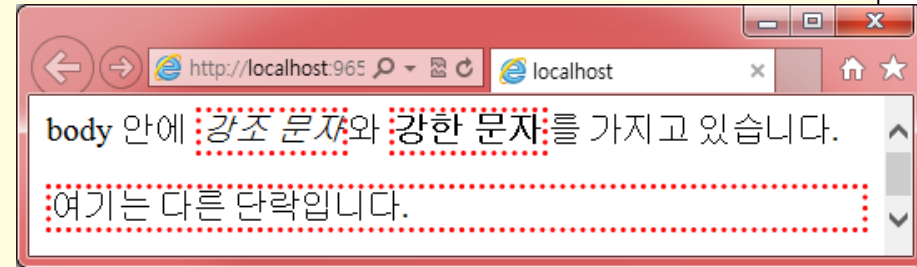 http://localhost:965
localhost
body 안에 강조 문자와 강한 문자를 가지고 있습니다.
여기는 다른 단락입니다.